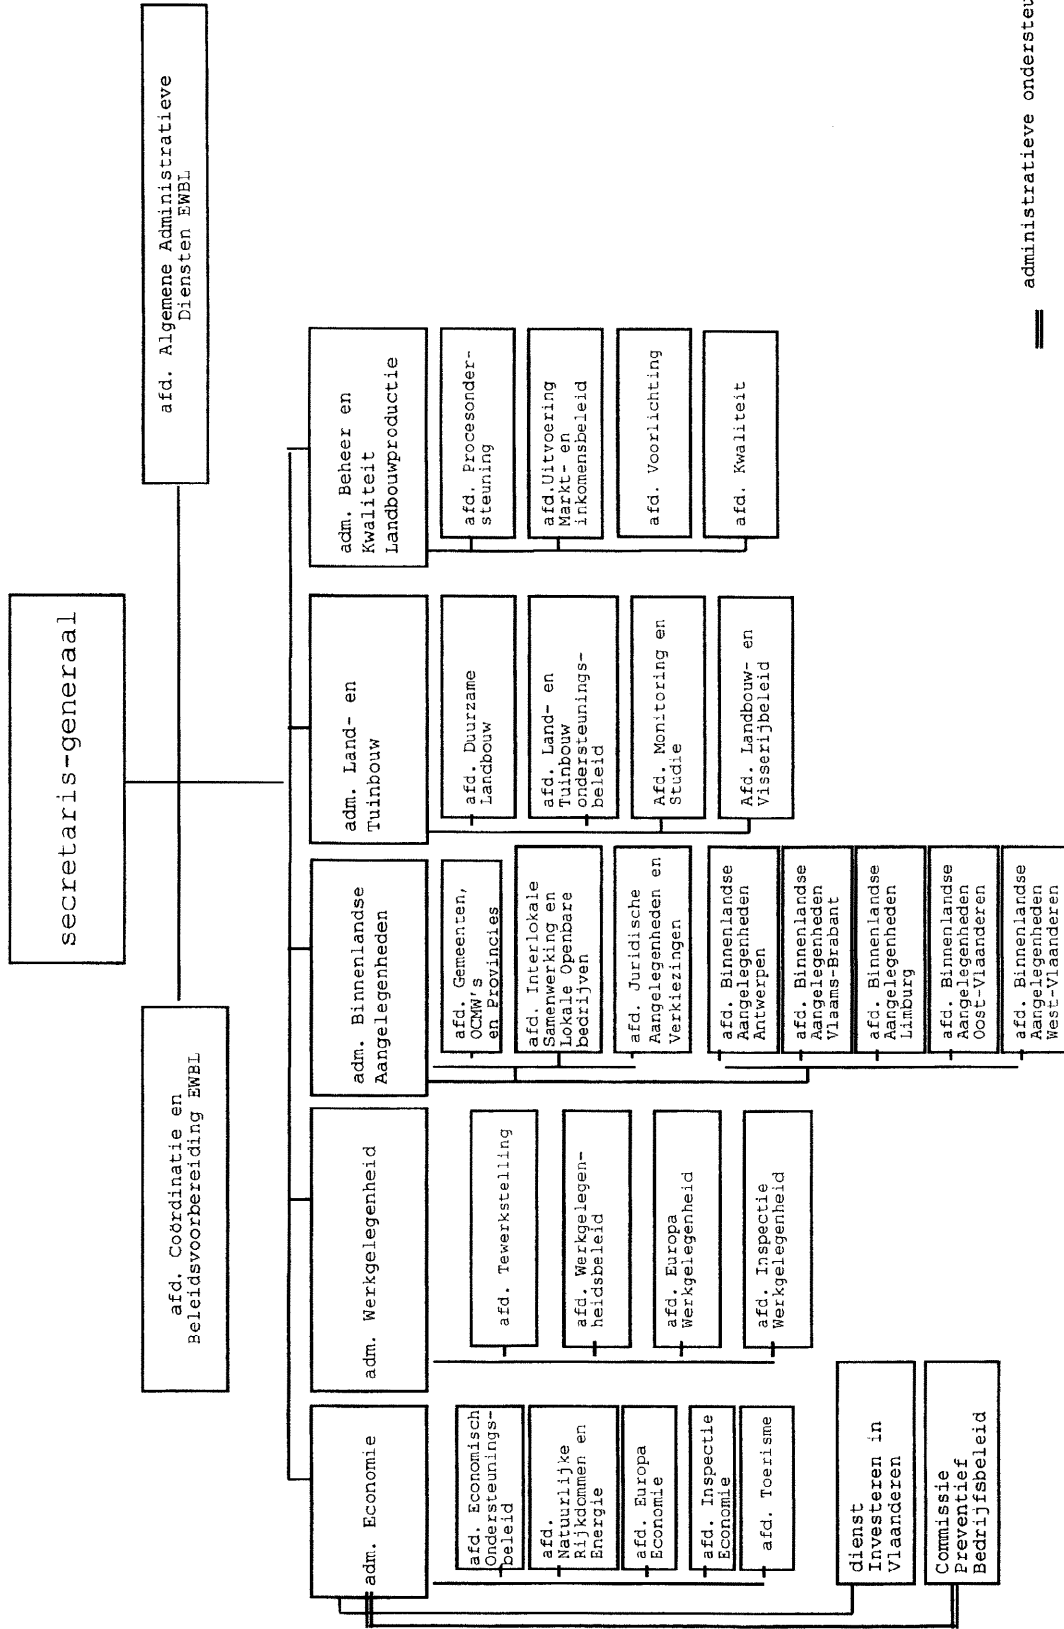 secretaris-generaal
afd. Coördinatie en
Beleidsvoorbereiding EWBL
afd. Algemene Administratieve
Diensten EWBL
adm. Economie
afd. Economisch
Ondersteunings-
beleid
afd.
Natuurlijke
Rijkdommen en
Energie
afd. Europa
Economie
afd. Inspectie
Economie
afd. Toerisme
dienst
Investeren in
Vlaanderen
Commissie
Preventief
Bedrijfsbeleid
adm. Werkgelegenheid
afd. Tewerkstelling
afd. Werkgelegen-
heidsbeleid
afd. Europa
Werkgelegenheid
afd. Inspectie
Werkgelegenheid
adm. Binnenlandse
Aangelegenheden
afd. Gemeenten,
OCMW's
en Provincies
afd. Interlokale
Samenwerking en
Lokale Openbare
bedrijven
afd. Juridische
Aangelegenheden en
Verkiezingen
afd. Binnenlandse
Aangelegenheden
Antwerpen
afd. Binnenlandse
Aangelegenheden
Vlaams-Brabant
afd. Binnenlandse
Aangelegenheden
Limburg
afd. Binnenlandse
Aangelegenheden
Oost-Vlaanderen
afd. Binnenlandse
Aangelegenheden
West-Vlaanderen
adm. Land- en
Tuinbouw
afd. Duurzame
Landbouw
afd. Land- en
Tuinbouw
ondersteunings-
beleid
Afd. Monitoring en
Studie
Afd. Landbouw- en
Visserijbeleid
adm. Beheer en
Kwaliteit
Landbouwproductie
afd. Procesonder-
steuning
afd.Uitvoering
Markt- en
inkomensbeleid
afd. Voorlichting
afd. Kwaliteit
administratieve ondersteu